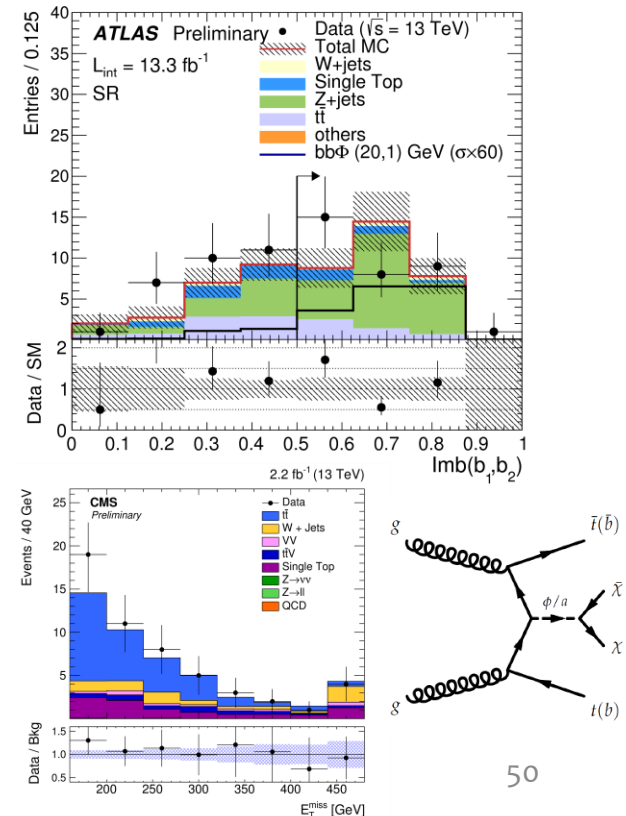 Entries / 0.125
ATLAS Preliminary
L_int = 13.3 fb⁻¹
SR
Data (√s = 13 TeV)
Total MC
W+jets
Single Top
Z+jets
tt̄
others
bbΦ (20,1) GeV (σ×60)
40
35
30
25
20
15
10
5
Data / SM
2
1
0
0 0.1 0.2 0.3 0.4 0.5 0.6 0.7 0.8 0.9 1
Imb(b₁,b₂)
2.2 fb⁻¹ (13 TeV)
Events / 40 GeV
CMS
Preliminary
Data
tt̄
W + Jets
VV
tt̄V
Single Top
Z→νν
Z→ll
QCD
25
20
15
10
5
Data / Bkg
1.5
1.0
0.5
200 250 300 350 400 450
E_T^miss [GeV]
g
t̄(b̄)
χ̄
ϕ/a
χ
g
t(b)
50